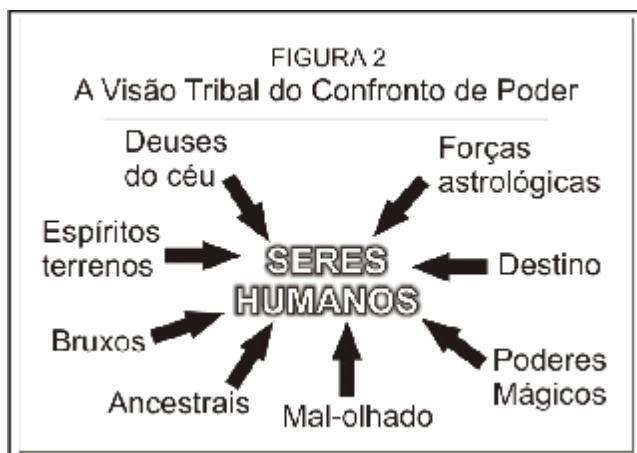 FIGURA 2
A Visão Tribal do Confronto de Poder
Deuses
do céu
Forças
astrológicas
Espíritos
terrenos
SERES
HUMANOS
Destino
Bruxos
Ancestrais
Mal-olhado
Poderes
Mágicos